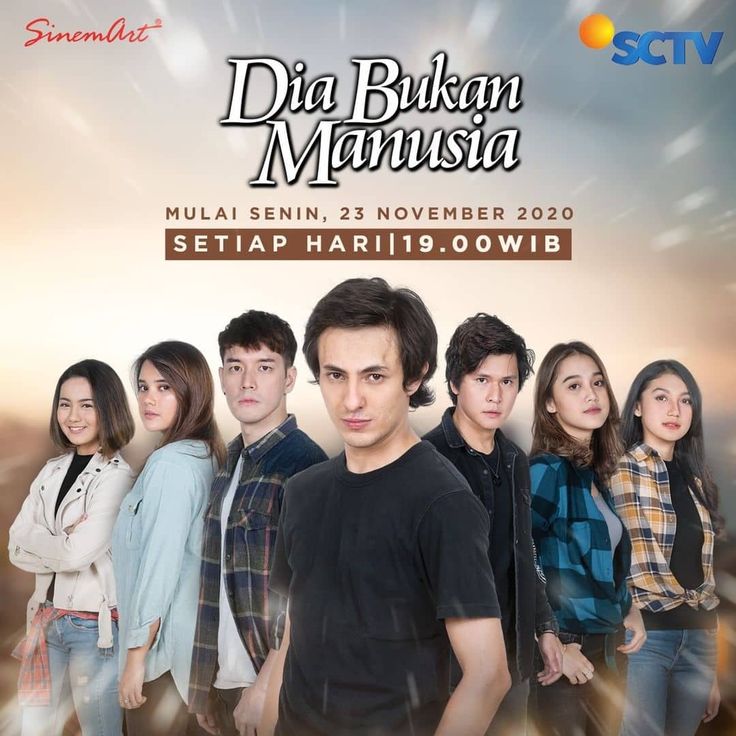 SinemArt®
SCTV
Dia Bukan
Manusia
MULAI SENIN, 23 NOVEMBER 2020
SETIAP HARI|19.00WIB